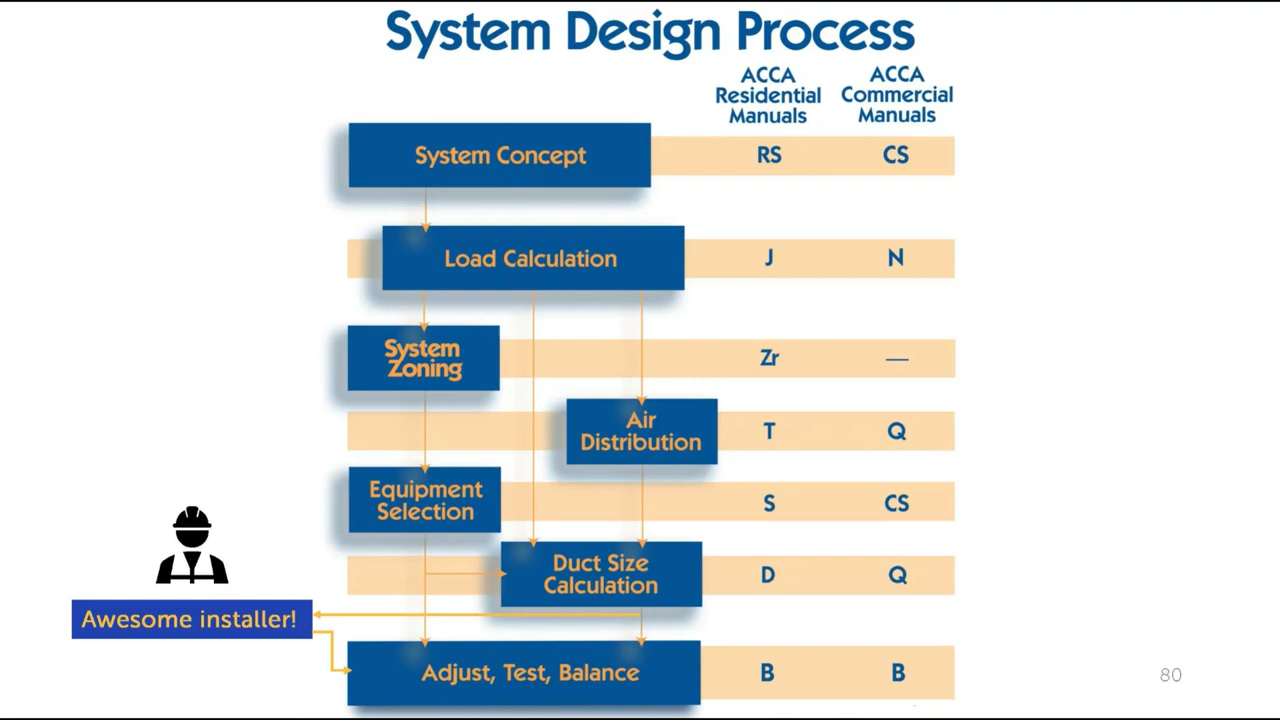 System Design Process
ACCA
Residential
Manuals
ACCA
Commercial
Manuals
System Concept
RS
CS
Load Calculation
J
N
System
Zoning
Zr
—
Air
Distribution
T
Q
Equipment
Selection
S
CS
Duct Size
Calculation
D
Q
Awesome installer!
Adjust, Test, Balance
B
B
80